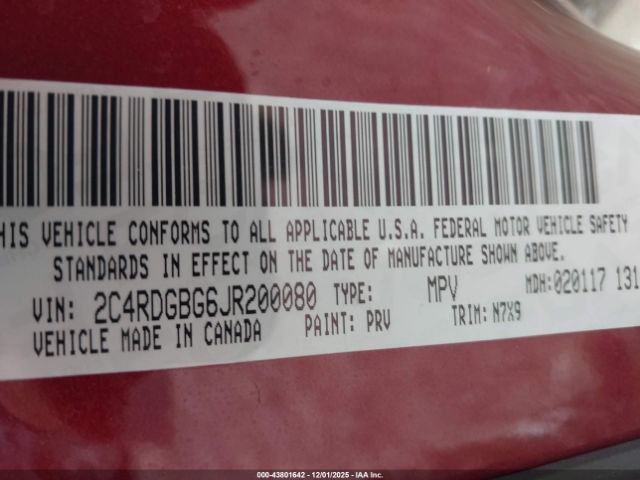 THIS VEHICLE CONFORMS TO ALL APPLICABLE U.S.A. FEDERAL MOTOR VEHICLE SAFETY
STANDARDS IN EFFECT ON THE DATE OF MANUFACTURE SHOWN ABOVE.
VIN: 2C4RDGBG6JR200080 TYPE: MPV MDH:020117 131
VEHICLE MADE IN CANADA PAINT: PRV TRIM: N7X9
000-43801642 - 12/01/2025 - IAA Inc.